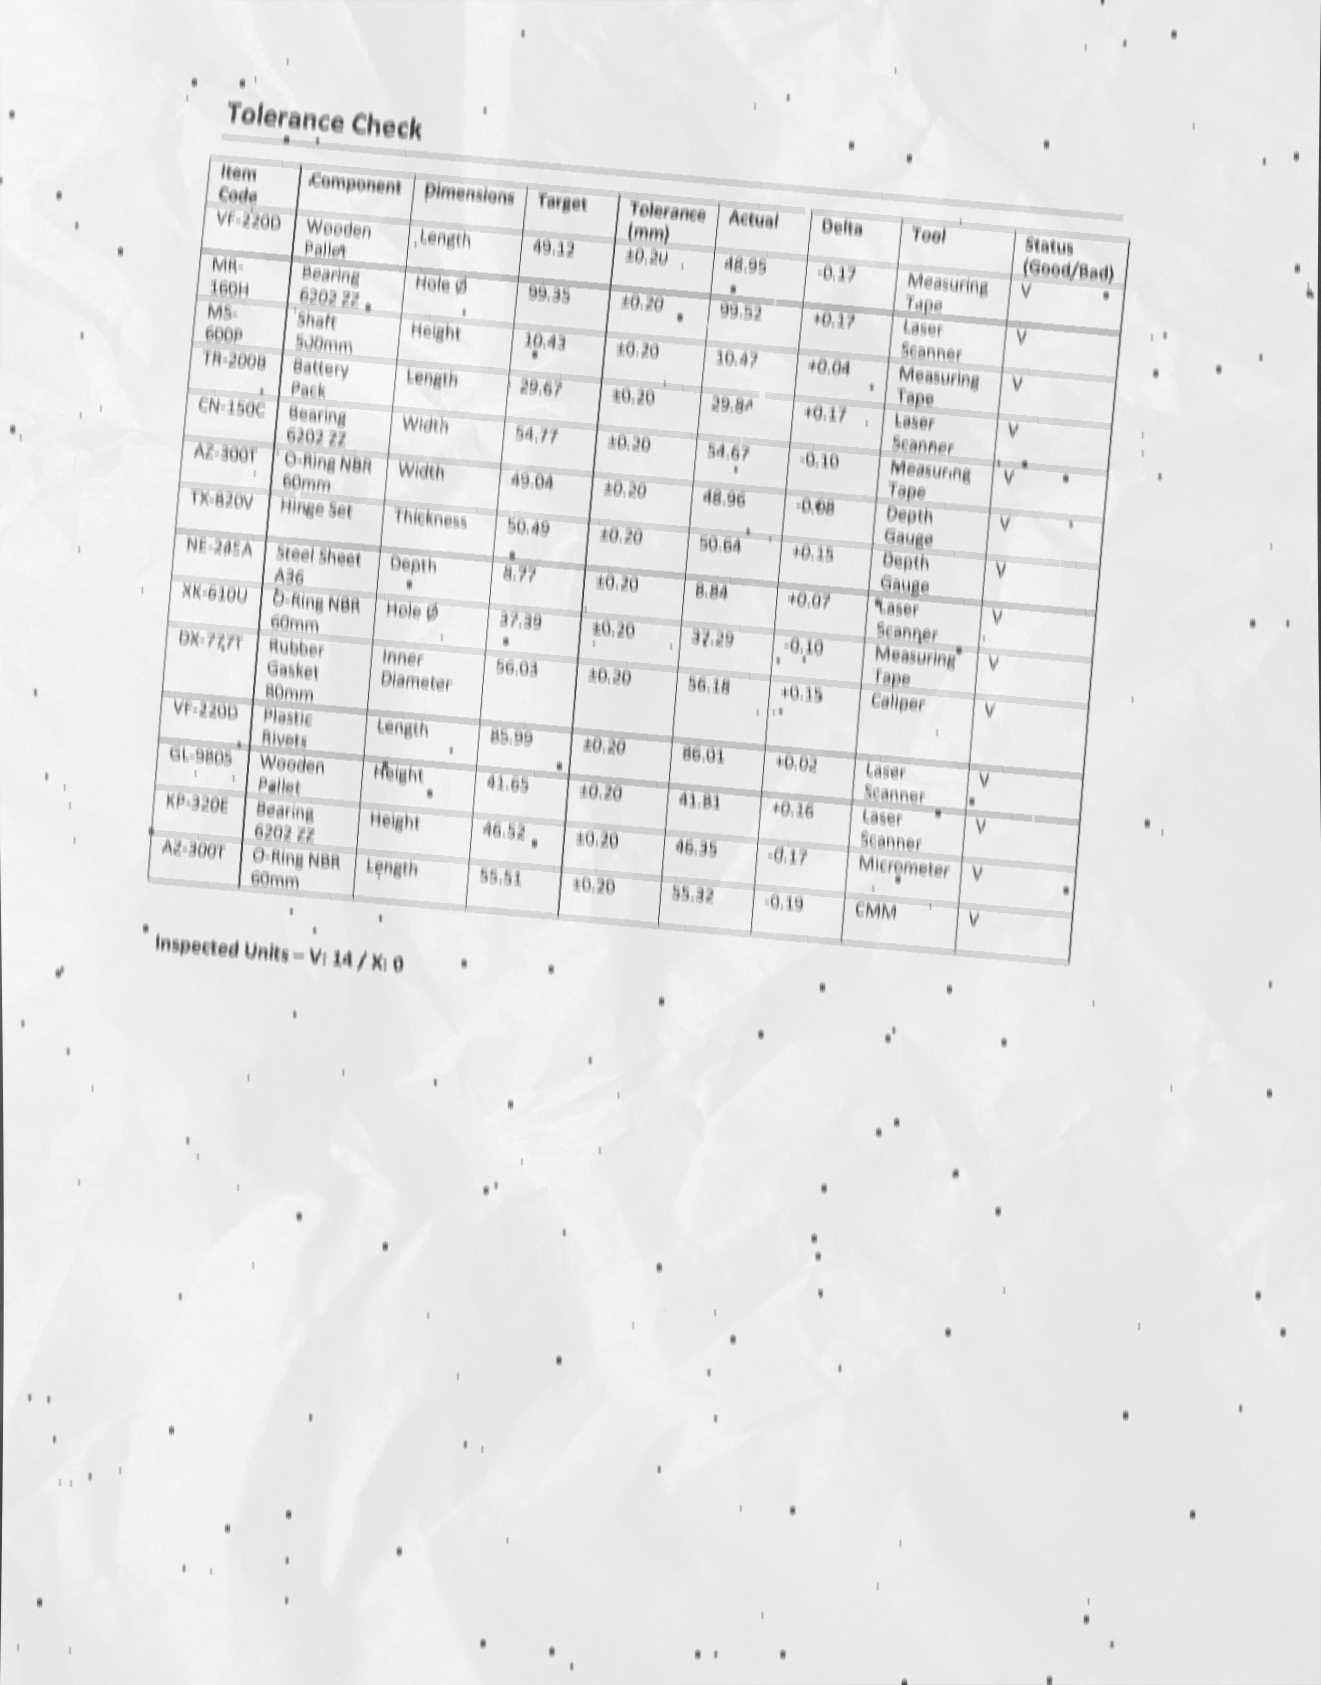 Tolerance Check
Item Code Component Dimensions Target Tolerance (mm) Actual Delta Tool Status (Good/Bad)
VF-220D Wooden Pallet Length 49.12 ±0.20 48.95 -0.17 Measuring Tape V
MR-160H Bearing 6202 ZZ Hole Ø 99.35 ±0.20 99.52 +0.17 Laser Scanner V
MS-600P Shaft 500mm Height 10.43 ±0.20 10.47 +0.04 Measuring Tape V
TR-200B Battery Pack Length 29.67 ±0.20 29.84 +0.17 Laser Scanner V
CN-150C Bearing 6202 ZZ Width 54.77 ±0.20 54.67 -0.10 Measuring Tape V
AZ-300T O-Ring NBR 60mm Width 49.04 ±0.20 48.96 -0.08 Depth Gauge V
TX-820V Hinge Set Thickness 50.49 ±0.20 50.64 +0.15 Depth Gauge V
Steel Sheet A36 Depth 8.77 ±0.20 8.84 +0.07 Laser Scanner V
XK-610U O-Ring NBR 60mm Hole Ø 37.39 ±0.20 37.29 -0.10 Measuring Tape V
DX-777T Rubber Gasket 80mm Inner Diameter 56.03 ±0.20 56.18 +0.15 Caliper V
VF-220D Plastic Rivets Length 85.99 ±0.20 86.01 +0.02 Laser Scanner V
GL-980S Wooden Pallet Height 41.65 ±0.20 41.81 +0.16 Laser Scanner V
KP-320E Bearing 6202 ZZ Height 46.52 ±0.20 46.35 -0.17 Micrometer V
AZ-300T O-Ring NBR 60mm Length 55.51 ±0.20 55.32 -0.19 CMM V
Inspected Units – V: 14 / X: 0